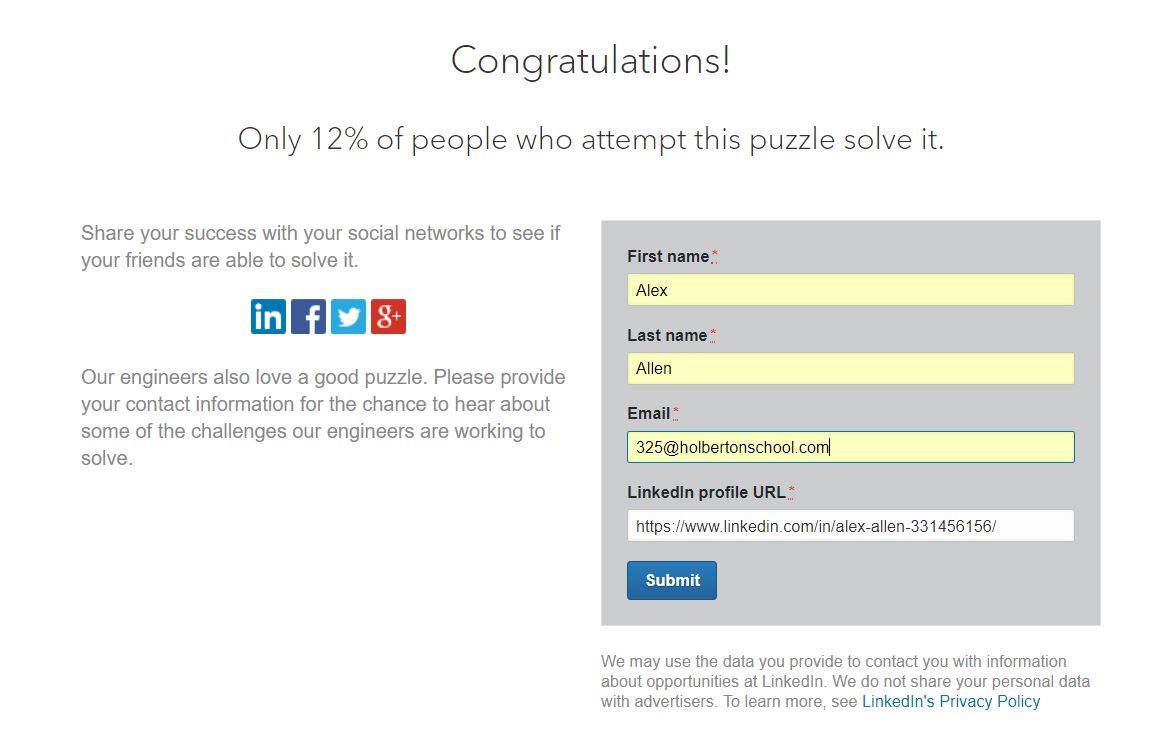 Congratulations!
Only 12% of people who attempt this puzzle solve it.
Share your success with your social networks to see if
your friends are able to solve it.
in f g+
Our engineers also love a good puzzle. Please provide
your contact information for the chance to hear about
some of the challenges our engineers are working to
solve.
First name*
Alex
Last name*
Allen
Email*
325@holbertonschool.com
LinkedIn profile URL*
https://www.linkedin.com/in/alex-allen-331456156/
Submit
We may use the data you provide to contact you with information
about opportunities at LinkedIn. We do not share your personal data
with advertisers. To learn more, see LinkedIn's Privacy Policy